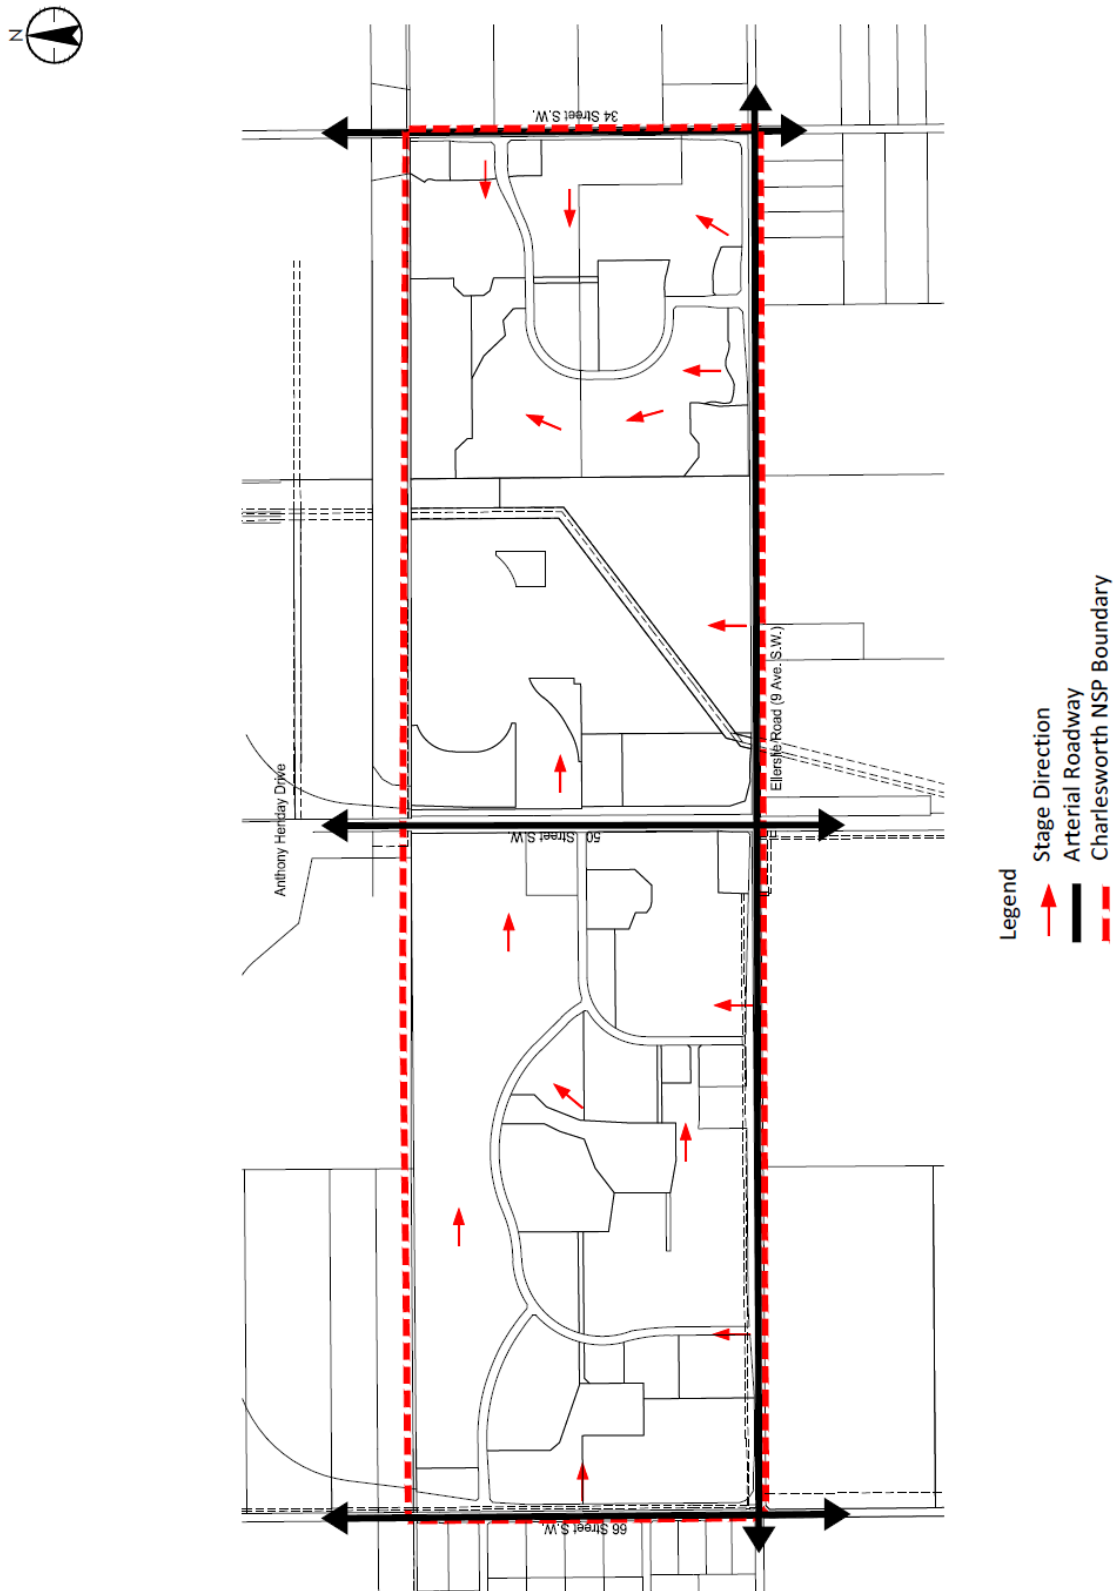 N
34 Street S.W.
Anthony Henday Drive
50 Street S.W.
Ellerslie Road (9 Ave. S.W.)
66 Street S.W.
Legend
Stage Direction
Arterial Roadway
Charlesworth NSP Boundary